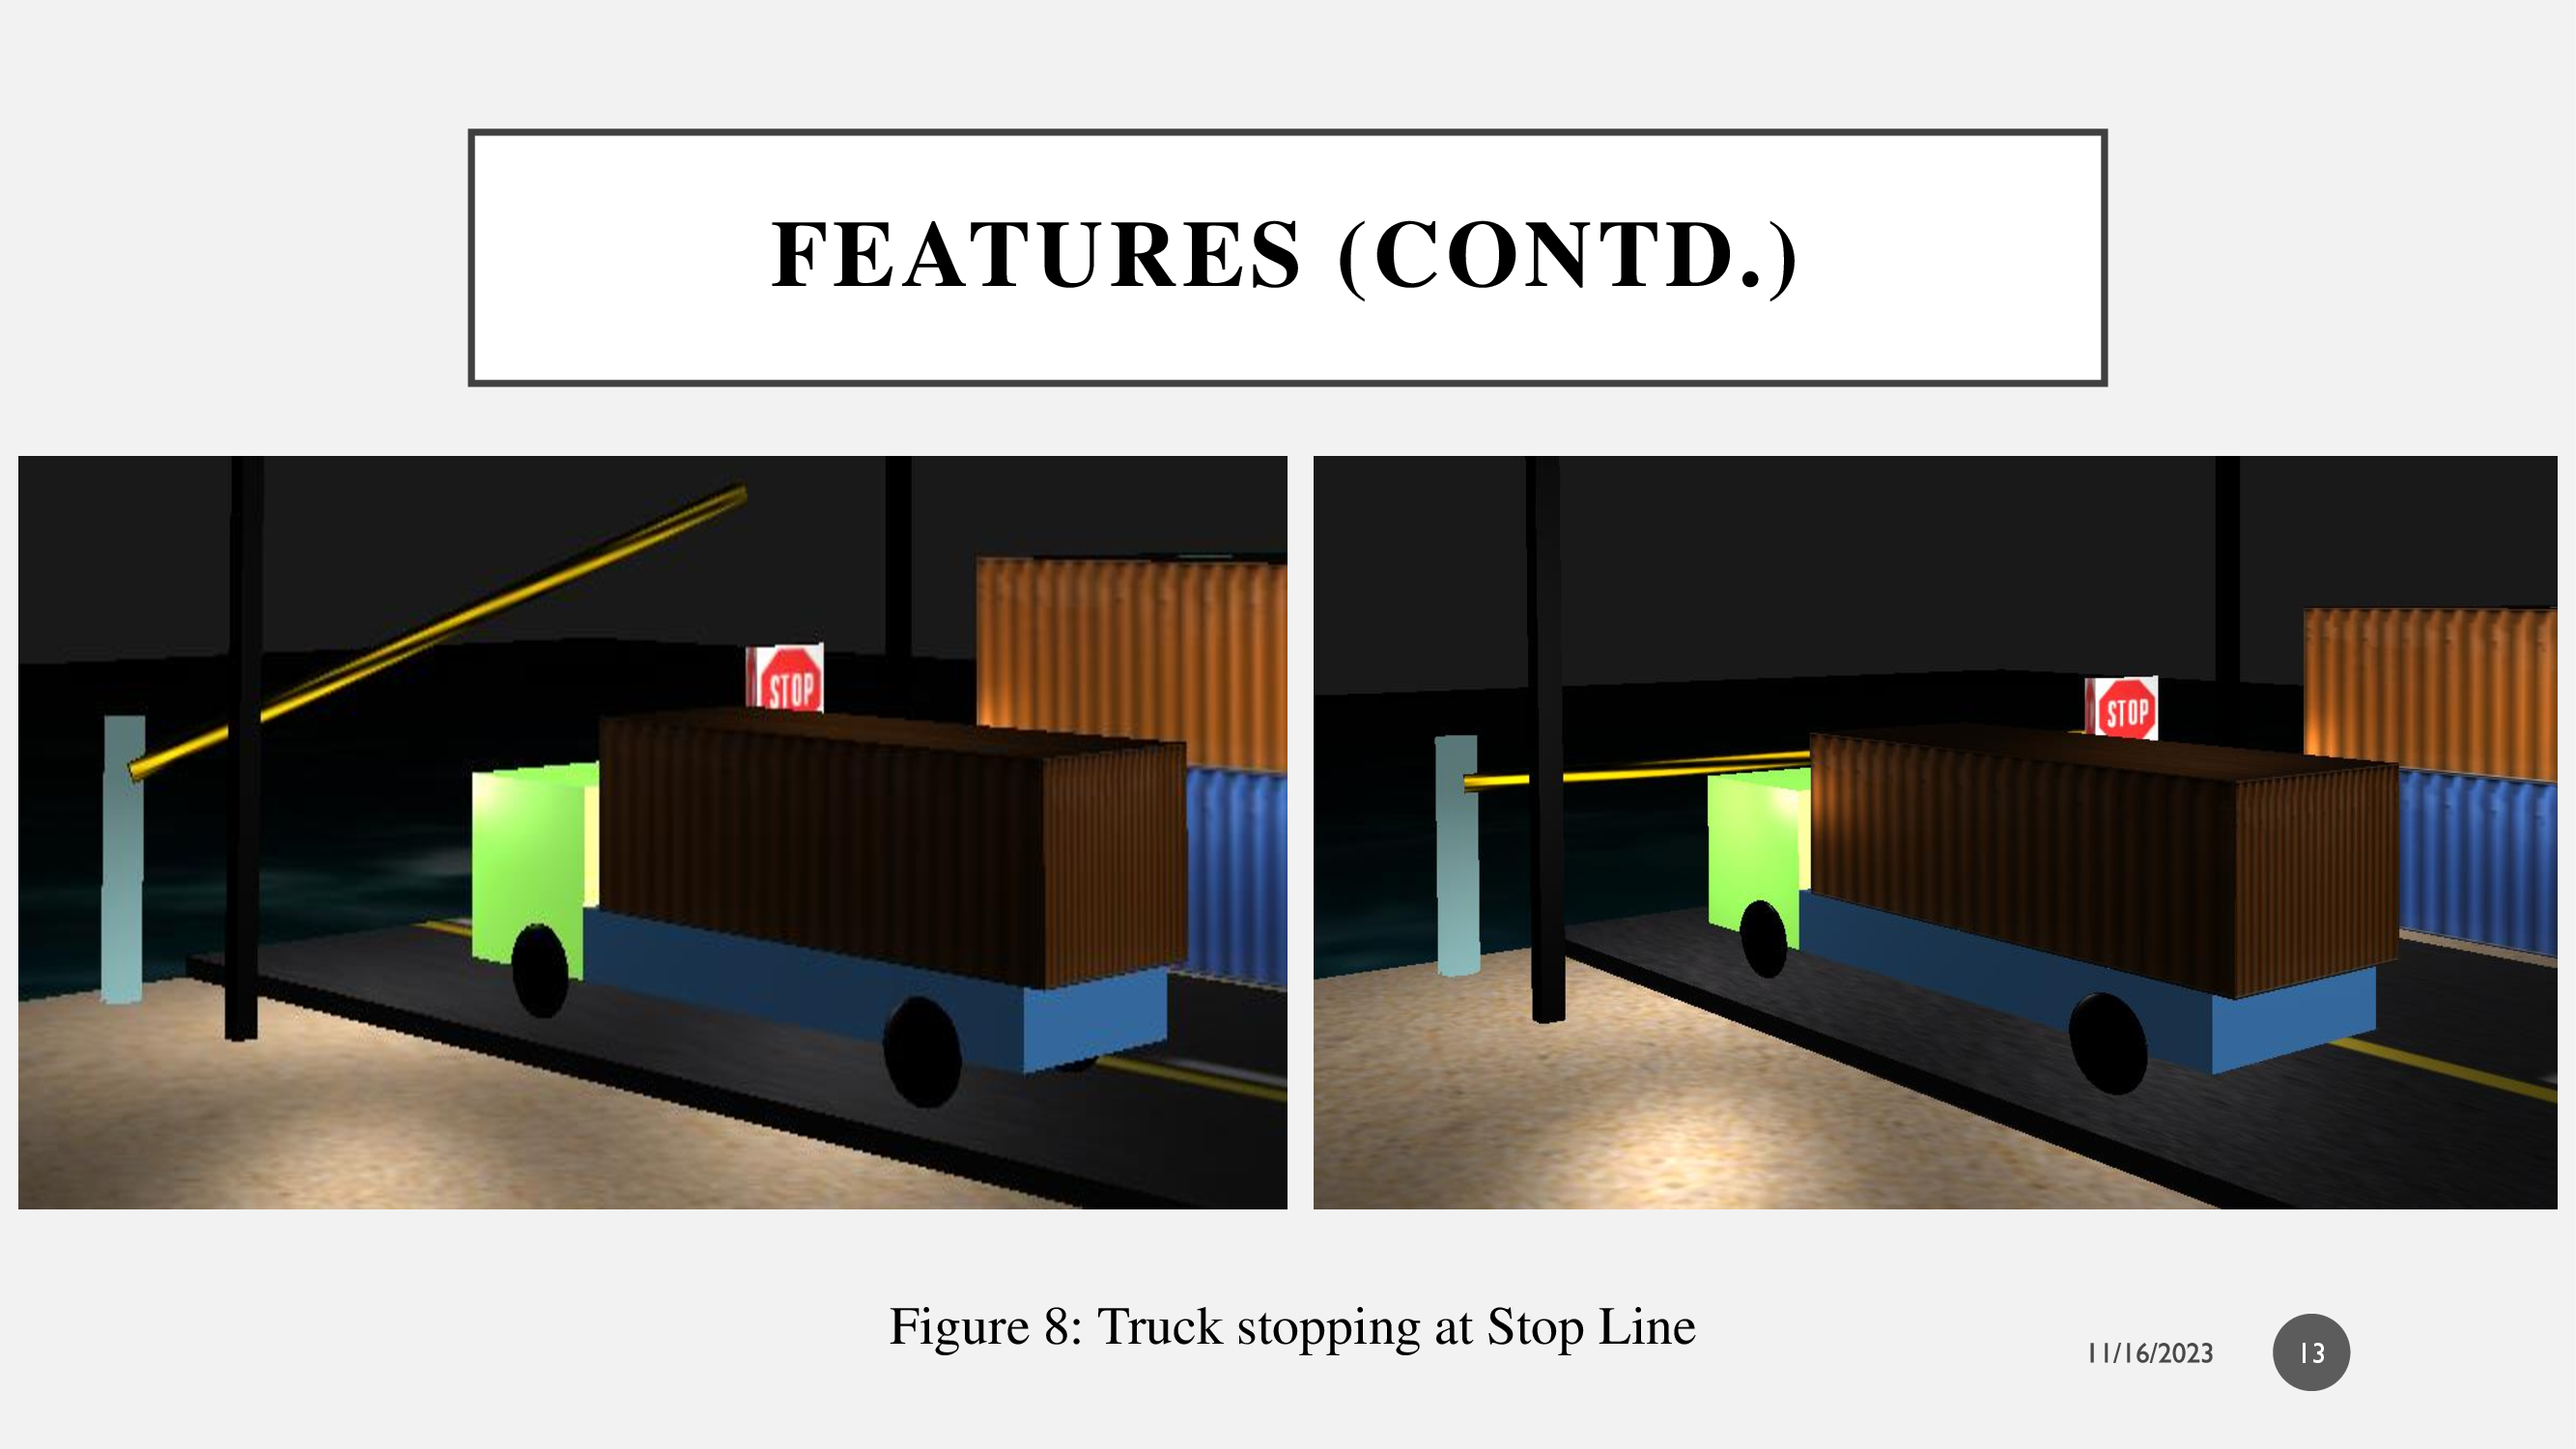 FEATURES (CONTD.)
STOP
STOP
Figure 8: Truck stopping at Stop Line
11/16/2023
13